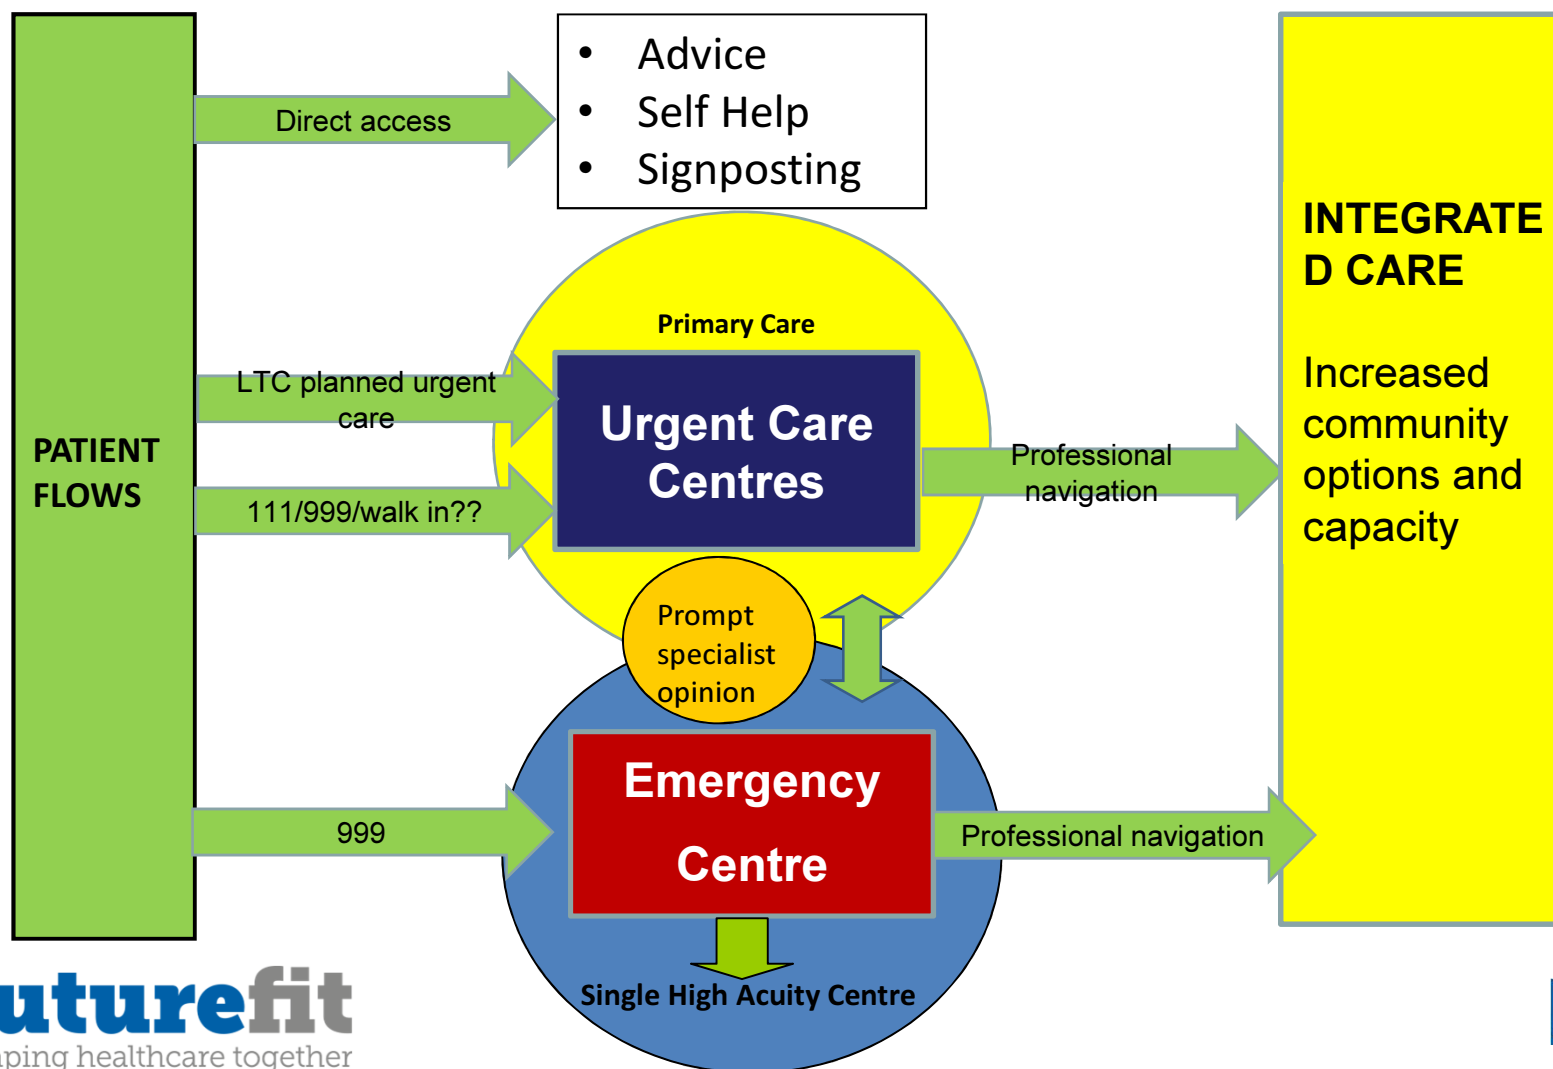 • Advice
• Self Help
• Signposting
Direct access
PATIENT
FLOWS
LTC planned urgent
care
111/999/walk in??
999
Primary Care
Urgent Care
Centres
Prompt
specialist
opinion
Emergency
Centre
Single High Acuity Centre
Professional
navigation
Professional navigation
INTEGRATE
D CARE
Increased
community
options and
capacity
uturefit
ping healthcare together